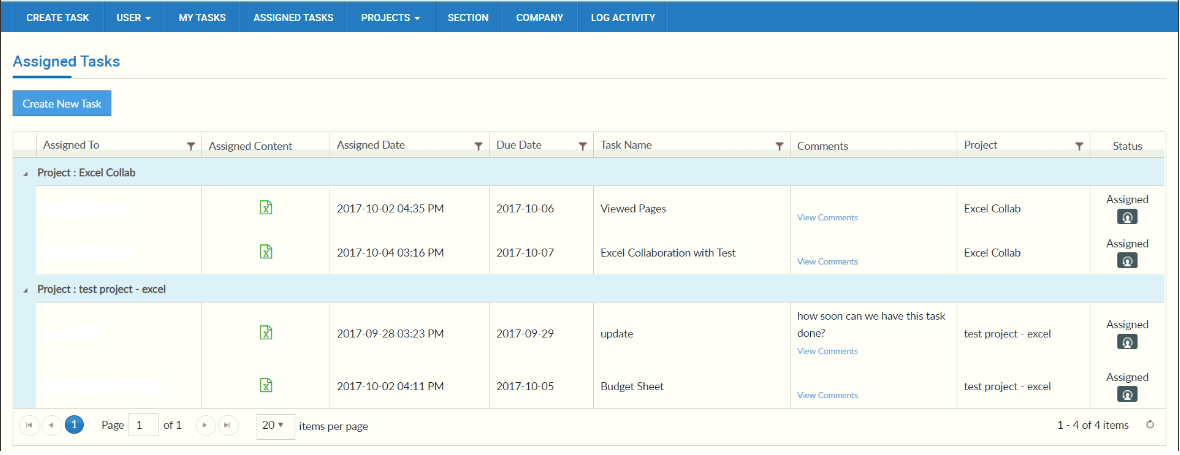 CREATE TASK USER MY TASKS ASSIGNED TASKS PROJECTS SECTION COMPANY LOG ACTIVITY
Assigned Tasks
Create New Task
Assigned To Assigned Content Assigned Date Due Date Task Name Comments Project Status
Project : Excel Collab
2017-10-02 04:35 PM 2017-10-06 Viewed Pages View Comments Excel Collab Assigned
2017-10-04 03:16 PM 2017-10-07 Excel Collaboration with Test View Comments Excel Collab Assigned
Project : test project - excel
how soon can we have this task
2017-09-28 03:23 PM 2017-09-29 update done? test project - excel Assigned
View Comments
2017-10-02 04:11 PM 2017-10-05 Budget Sheet View Comments test project - excel Assigned
1 Page 1 of 1 20 items per page 1 - 4 of 4 items